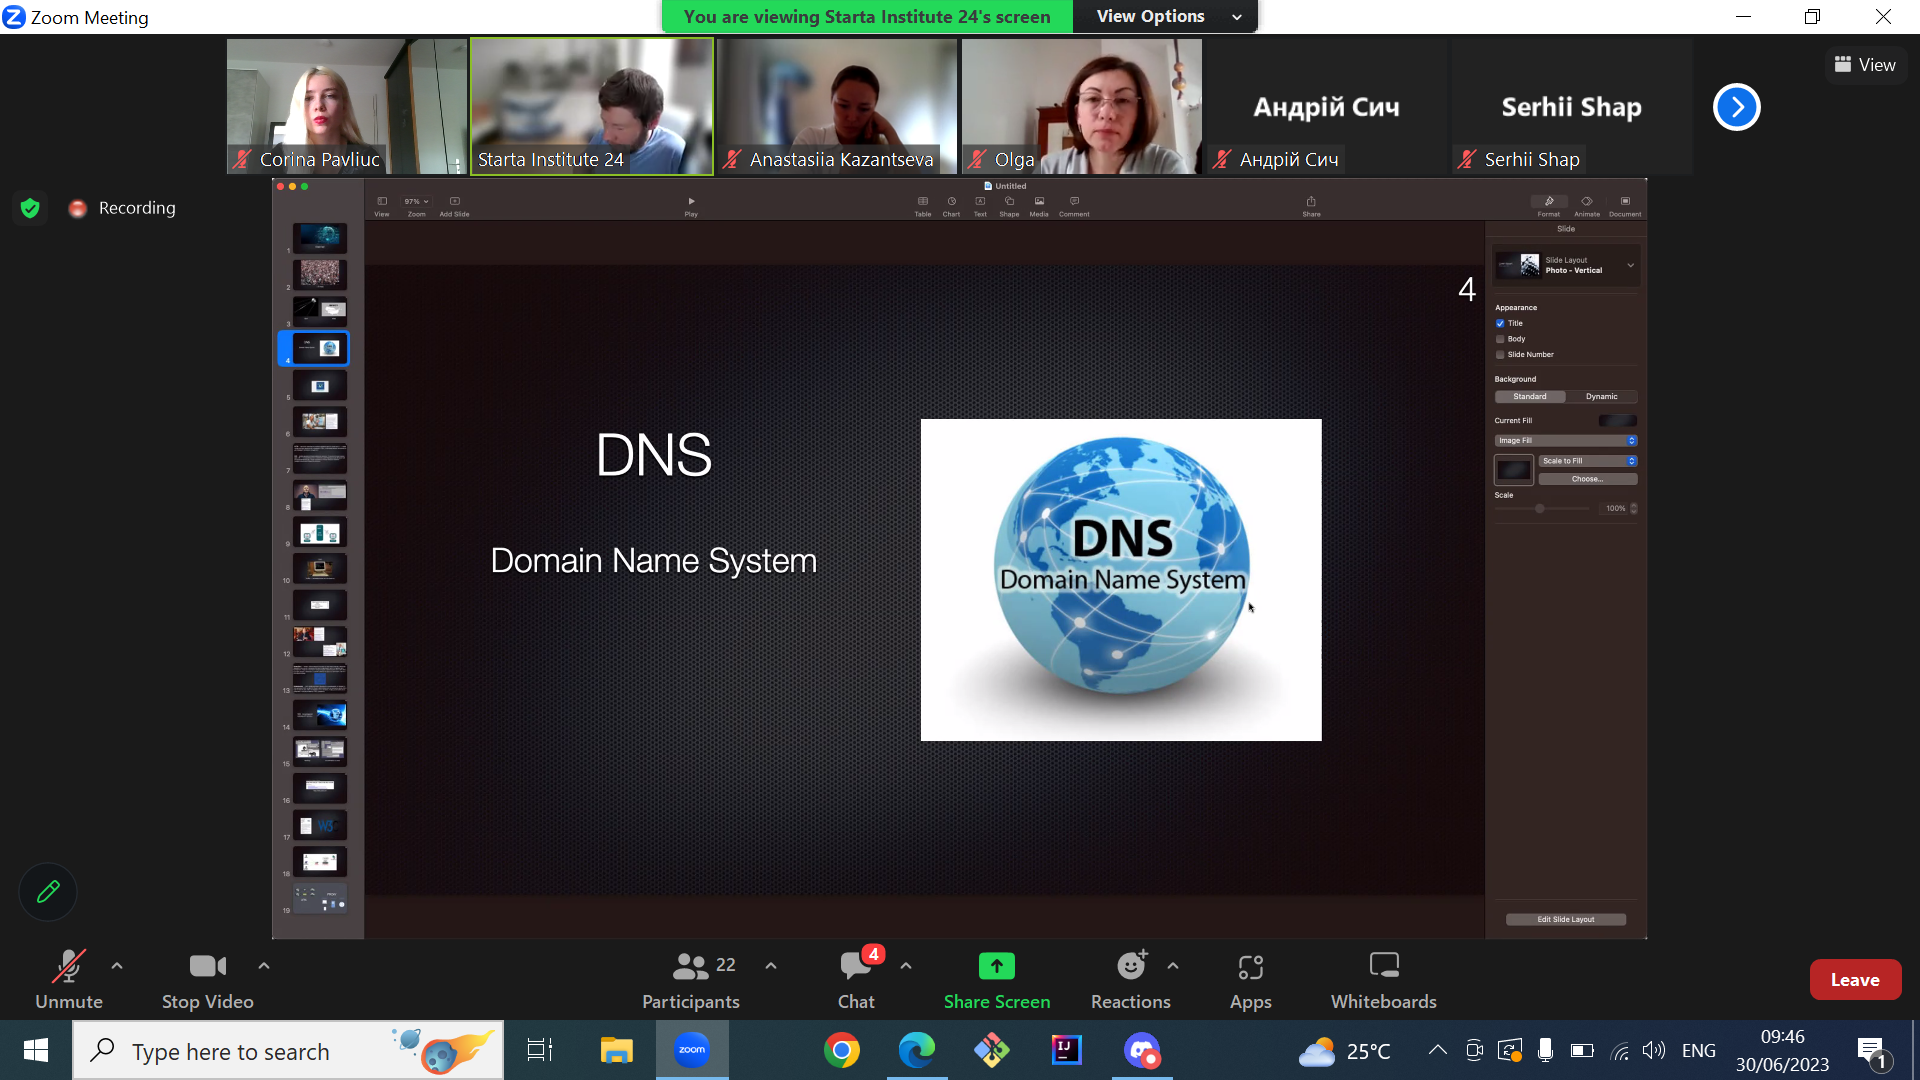 Zoom Meeting
You are viewing Starta Institute 24's screen
View Options
View
Андрій Сич
Serhii Shap
Corina Pavliuc
Starta Institute 24
Anastasiia Kazantseva
Olga
Андрій Сич
Serhii Shap
Recording
Untitled
97%
View
Zoom
Add Slide
Play
Table
Chart
Text
Shape
Media
Comment
Share
Format
Animate
Document
Slide
Slide Layout
Photo - Vertical
Appearance
Title
Body
Slide Number
Background
Standard
Dynamic
Current Fill
Image Fill
Scale to Fill
Choose...
Scale
100%
Edit Slide Layout
1
2
3
4
5
6
7
8
9
10
11
12
13
14
15
16
17
18
19
4
DNS
Domain Name System
DNS
Domain Name System
Unmute
Stop Video
22
Participants
4
Chat
Share Screen
Reactions
Apps
Whiteboards
Leave
Type here to search
zoom
IJ
25°C
ENG
09:46
30/06/2023
1